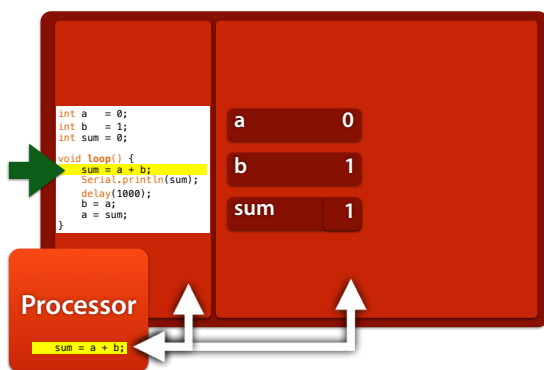 int a   = 0;
int b   = 1;
int sum = 0;
void loop() {
    sum = a + b;
    Serial.println(sum);
    delay(1000);
    b = a;
    a = sum;
}
a 0
b 1
sum 1
Processor
sum = a + b;